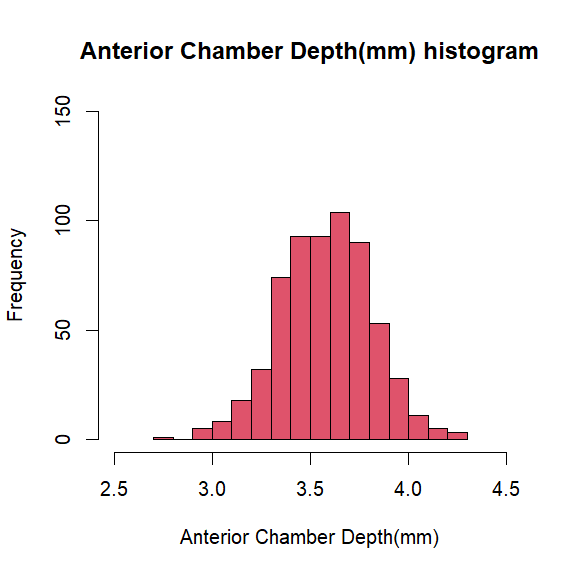 Anterior Chamber Depth(mm) histogram
150
100
50
0
Frequency
2.5 3.0 3.5 4.0 4.5
Anterior Chamber Depth(mm)